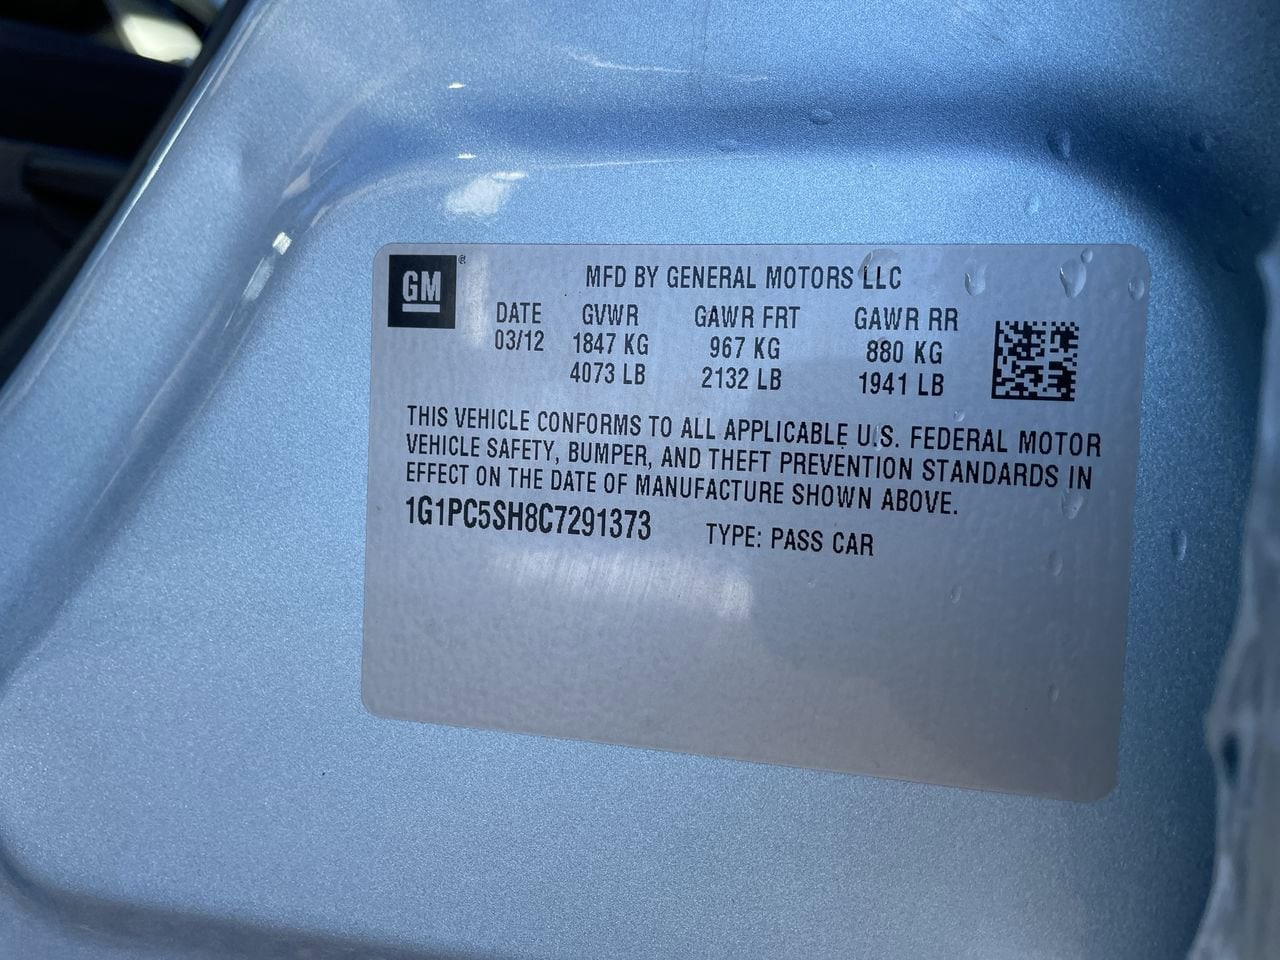 GM®
MFD BY GENERAL MOTORS LLC
DATE GVWR GAWR FRT GAWR RR
03/12 1847 KG 967 KG 880 KG
4073 LB 2132 LB 1941 LB
THIS VEHICLE CONFORMS TO ALL APPLICABLE U.S. FEDERAL MOTOR
VEHICLE SAFETY, BUMPER, AND THEFT PREVENTION STANDARDS IN
EFFECT ON THE DATE OF MANUFACTURE SHOWN ABOVE.
1G1PC5SH8C7291373 TYPE: PASS CAR